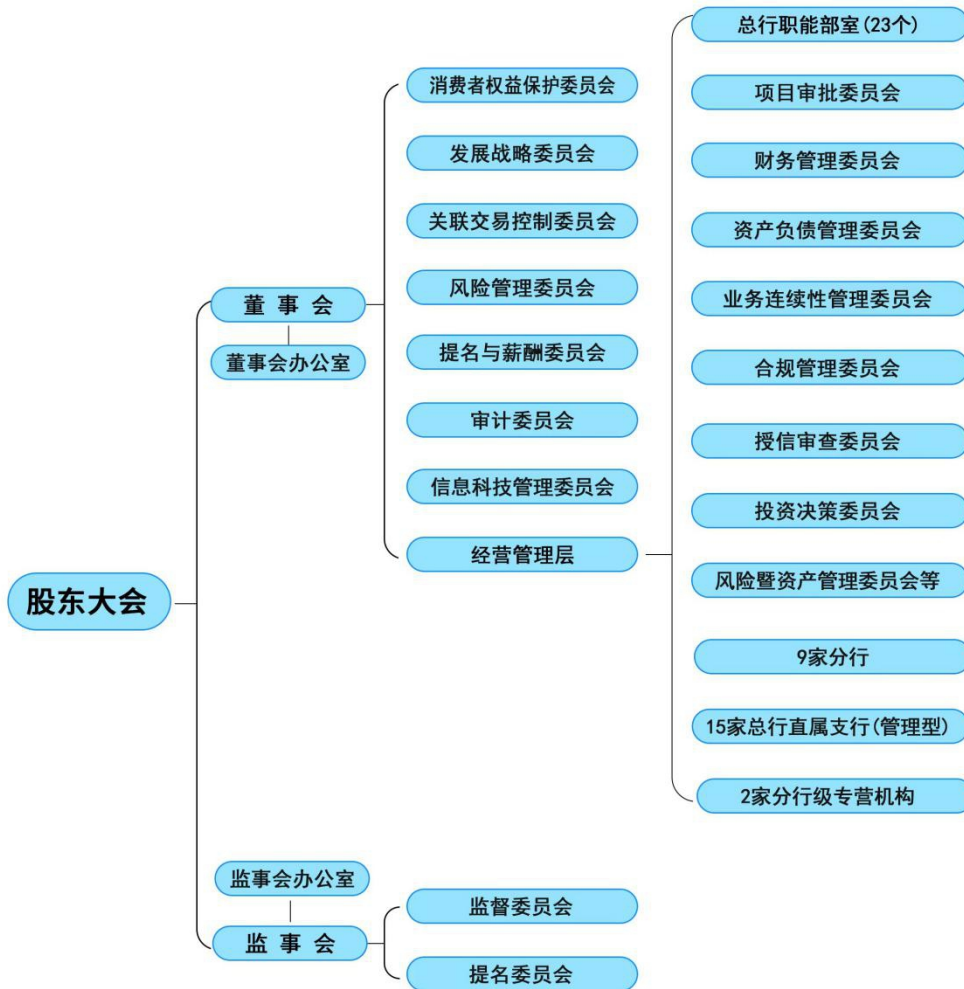 股东大会
董事会
董事会办公室
消费者权益保护委员会
发展战略委员会
关联交易控制委员会
风险管理委员会
提名与薪酬委员会
审计委员会
信息科技管理委员会
经营管理层
总行职能部室(23个)
项目审批委员会
财务管理委员会
资产负债管理委员会
业务连续性管理委员会
合规管理委员会
授信审查委员会
投资决策委员会
风险暨资产管理委员会等
9家分行
15家总行直属支行(管理型)
2家分行级专营机构
监事会办公室
监事会
监督委员会
提名委员会